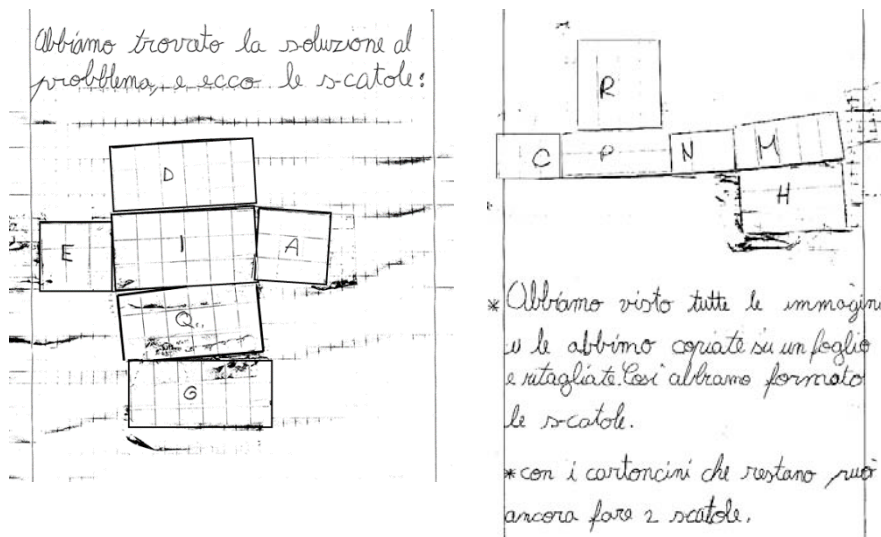 Abbiamo trovato la soluzione al
probblema, e ecco le scatole:
D
E I A
Q
G
R
C P N M
H
* Abbiamo visto tutte le immagini
e le abbimo copiate su un foglio
e ritagliate. Così abbiamo formato
le scatole.
* con i cartoncini che restano può
ancora fare 2 scatole.